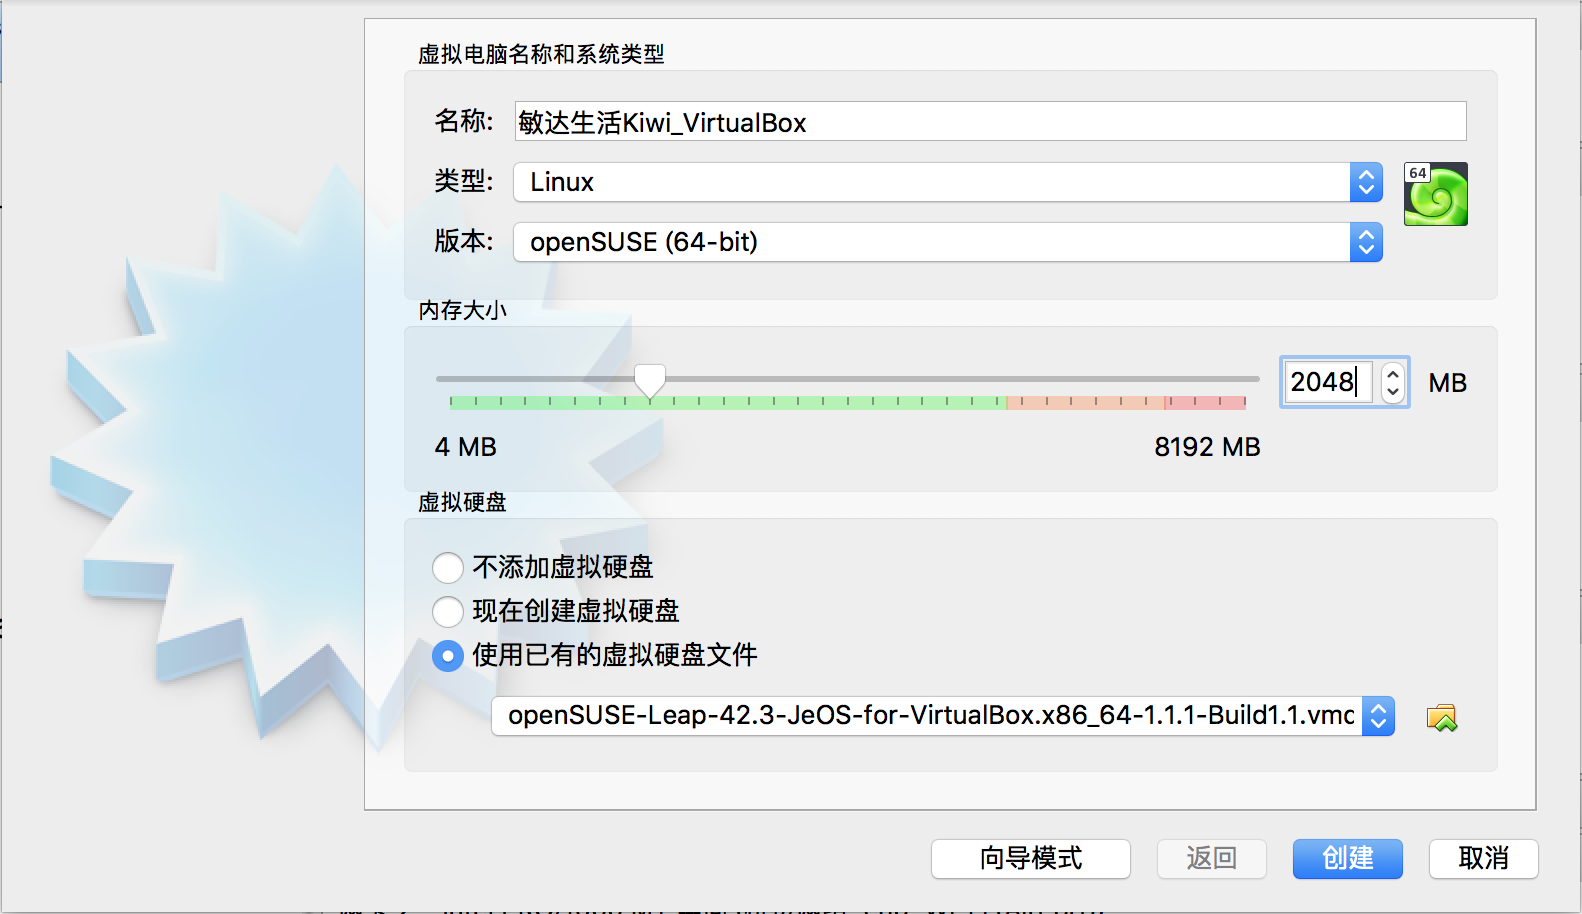 虚拟电脑名称和系统类型
名称: 敏达生活Kiwi_VirtualBox
类型: Linux
64
版本: openSUSE (64-bit)
内存大小
2048 MB
4 MB 8192 MB
虚拟硬盘
不添加虚拟硬盘
现在创建虚拟硬盘
使用已有的虚拟硬盘文件
openSUSE-Leap-42.3-JeOS-for-VirtualBox.x86_64-1.1.1-Build1.1.vmd
向导模式 返回 创建 取消